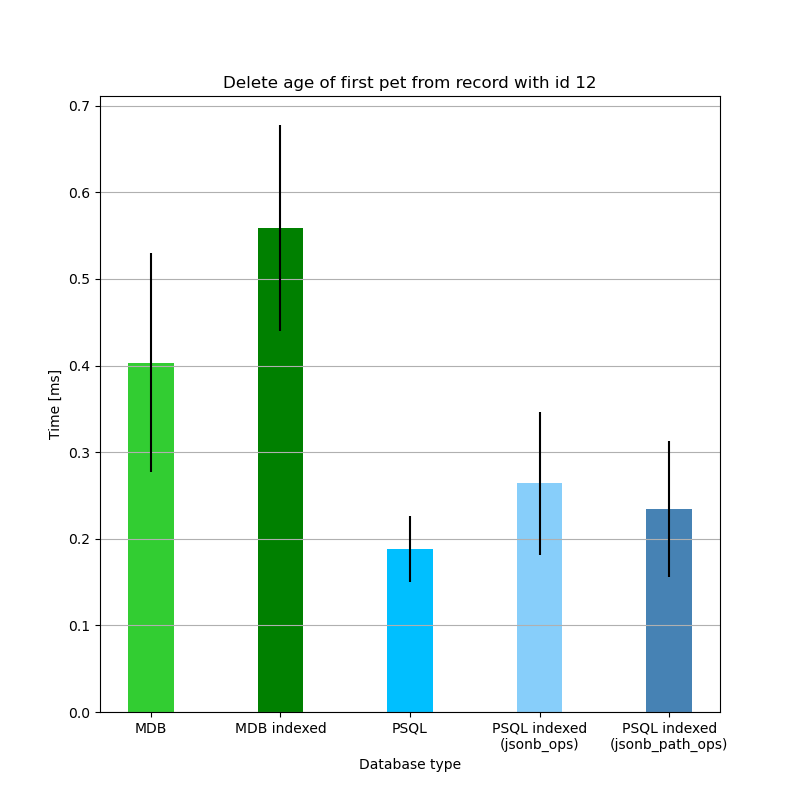 Delete age of first pet from record with id 12
0.7
0.6
0.5
0.4
0.3
0.2
0.1
0.0
Time [ms]
MDB
MDB indexed
PSQL
PSQL indexed
(jsonb_ops)
PSQL indexed
(jsonb_path_ops)
Database type